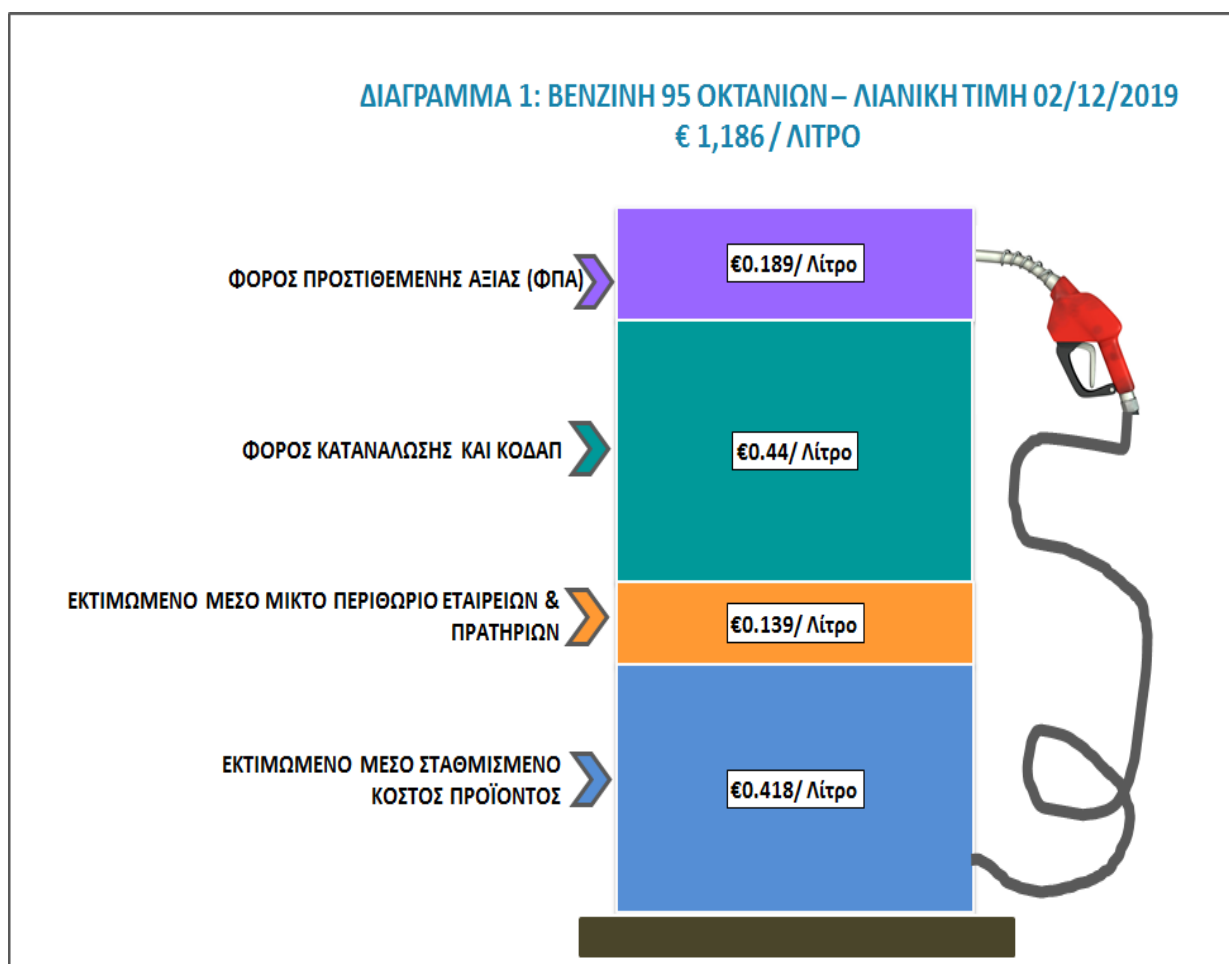 ΔΙΑΓΡΑΜΜΑ 1: ΒΕΝΖΙΝΗ 95 ΟΚΤΑΝΙΩΝ – ΛΙΑΝΙΚΗ ΤΙΜΗ 02/12/2019
€ 1,186 / ΛΙΤΡΟ
ΦΟΡΟΣ ΠΡΟΣΤΙΘΕΜΕΝΗΣ ΑΞΙΑΣ (ΦΠΑ)
€0.189/ Λίτρο
ΦΟΡΟΣ ΚΑΤΑΝΑΛΩΣΗΣ ΚΑΙ ΚΟΔΑΠ
€0.44/ Λίτρο
ΕΚΤΙΜΩΜΕΝΟ ΜΕΣΟ ΜΙΚΤΟ ΠΕΡΙΘΩΡΙΟ ΕΤΑΙΡΕΙΩΝ &
ΠΡΑΤΗΡΙΩΝ
€0.139/ Λίτρο
ΕΚΤΙΜΩΜΕΝΟ ΜΕΣΟ ΣΤΑΘΜΙΣΜΕΝΟ
ΚΟΣΤΟΣ ΠΡΟΪΟΝΤΟΣ
€0.418/ Λίτρο